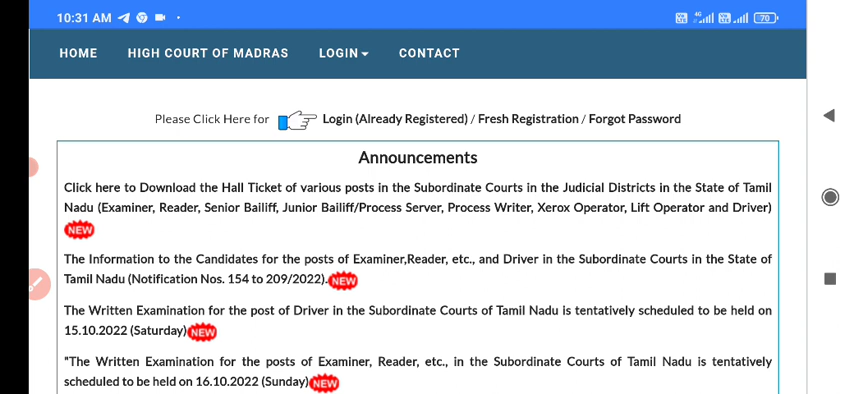 10:31 AM
4G
70
HOME HIGH COURT OF MADRAS LOGIN CONTACT
Please Click Here for Login (Already Registered) / Fresh Registration / Forgot Password
Announcements
Click here to Download the Hall Ticket of various posts in the Subordinate Courts in the Judicial Districts in the State of Tamil
Nadu (Examiner, Reader, Senior Bailiff, Junior Bailiff/Process Server, Process Writer, Xerox Operator, Lift Operator and Driver)
NEW
The Information to the Candidates for the posts of Examiner,Reader, etc., and Driver in the Subordinate Courts in the State of
Tamil Nadu (Notification Nos. 154 to 209/2022). NEW
The Written Examination for the post of Driver in the Subordinate Courts of Tamil Nadu is tentatively scheduled to be held on
15.10.2022 (Saturday) NEW
"The Written Examination for the posts of Examiner, Reader, etc., in the Subordinate Courts of Tamil Nadu is tentatively
scheduled to be held on 16.10.2022 (Sunday) NEW